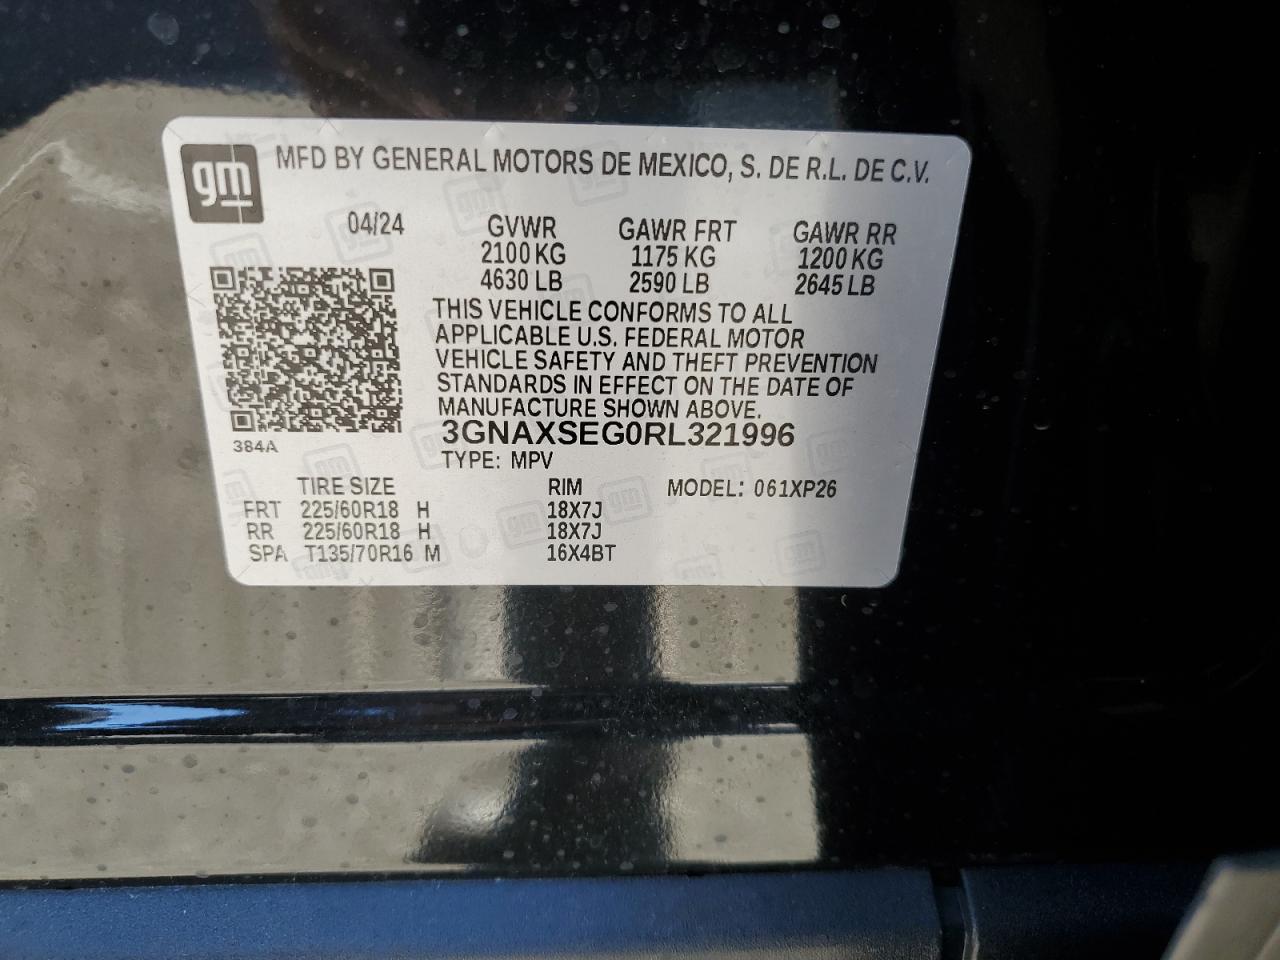 gm MFD BY GENERAL MOTORS DE MEXICO, S. DE R.L. DE C.V.
04/24 GVWR GAWR FRT GAWR RR
2100 KG 1175 KG 1200 KG
4630 LB 2590 LB 2645 LB
THIS VEHICLE CONFORMS TO ALL
APPLICABLE U.S. FEDERAL MOTOR
VEHICLE SAFETY AND THEFT PREVENTION
STANDARDS IN EFFECT ON THE DATE OF
MANUFACTURE SHOWN ABOVE.
384A 3GNAXSEG0RL321996
TYPE: MPV
TIRE SIZE RIM MODEL: 061XP26
FRT 225/60R18 H 18X7J
RR 225/60R18 H 18X7J
SPA T135/70R16 M 16X4BT